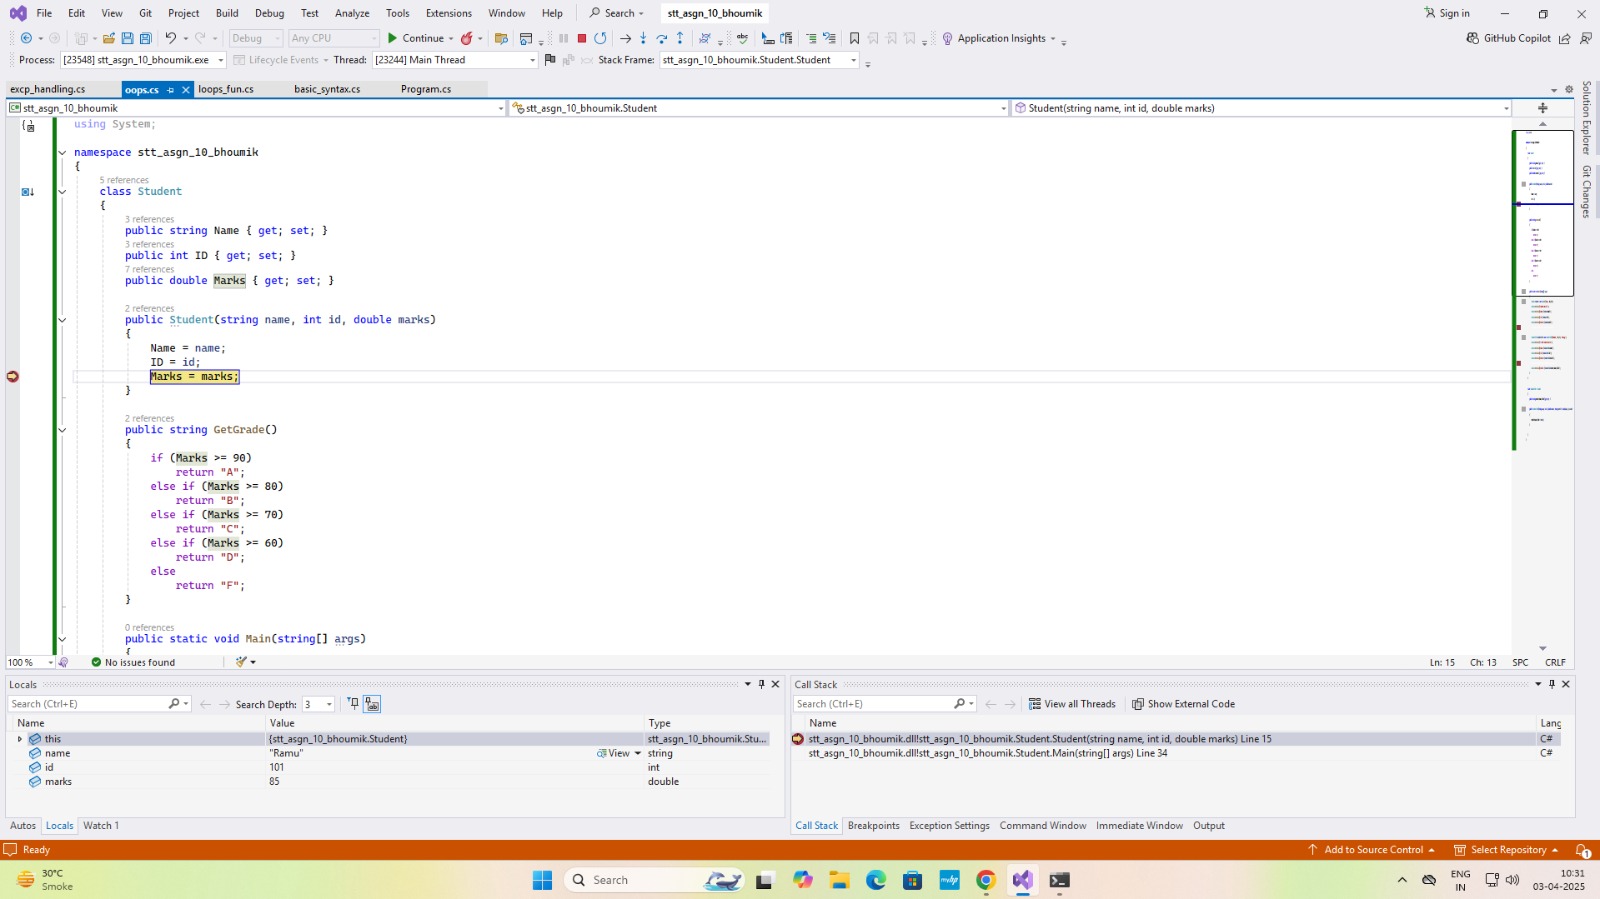 File Edit View Git Project Build Debug Test Analyze Tools Extensions Window Help Search stt_asgn_10_bhoumik Sign in
Debug Any CPU Continue Application Insights GitHub Copilot
Process: [23548] stt_asgn_10_bhoumik.exe Lifecycle Events Thread: [23244] Main Thread Stack Frame: stt_asgn_10_bhoumik.Student.Student
excp_handling.cs oops.cs loops_fun.cs basic_syntax.cs Program.cs
stt_asgn_10_bhoumik stt_asgn_10_bhoumik.Student Student(string name, int id, double marks)
using System;
namespace stt_asgn_10_bhoumik
{
5 references
class Student
{
3 references
public string Name { get; set; }
3 references
public int ID { get; set; }
7 references
public double Marks { get; set; }
2 references
public Student(string name, int id, double marks)
{
Name = name;
ID = id;
Marks = marks;
}
2 references
public string GetGrade()
{
if (Marks >= 90)
return "A";
else if (Marks >= 80)
return "B";
else if (Marks >= 70)
return "C";
else if (Marks >= 60)
return "D";
else
return "F";
}
0 references
public static void Main(string[] args)
{
Solution Explorer
Git Changes
100 % No issues found Ln: 15 Ch: 13 SPC CRLF
Locals
Search (Ctrl+E) Search Depth: 3
Name Value Type
this {stt_asgn_10_bhoumik.Student} stt_asgn_10_bhoumik.Stu...
name "Ramu" View string
id 101 int
marks 85 double
Autos Locals Watch 1
Call Stack
Search (Ctrl+E) View all Threads Show External Code
Name Lang
stt_asgn_10_bhoumik.dll!stt_asgn_10_bhoumik.Student.Student(string name, int id, double marks) Line 15 C#
stt_asgn_10_bhoumik.dll!stt_asgn_10_bhoumik.Student.Main(string[] args) Line 34 C#
Call Stack Breakpoints Exception Settings Command Window Immediate Window Output
Ready Add to Source Control Select Repository 1
30°C
Smoke
Search
ENG
IN
10:31
03-04-2025